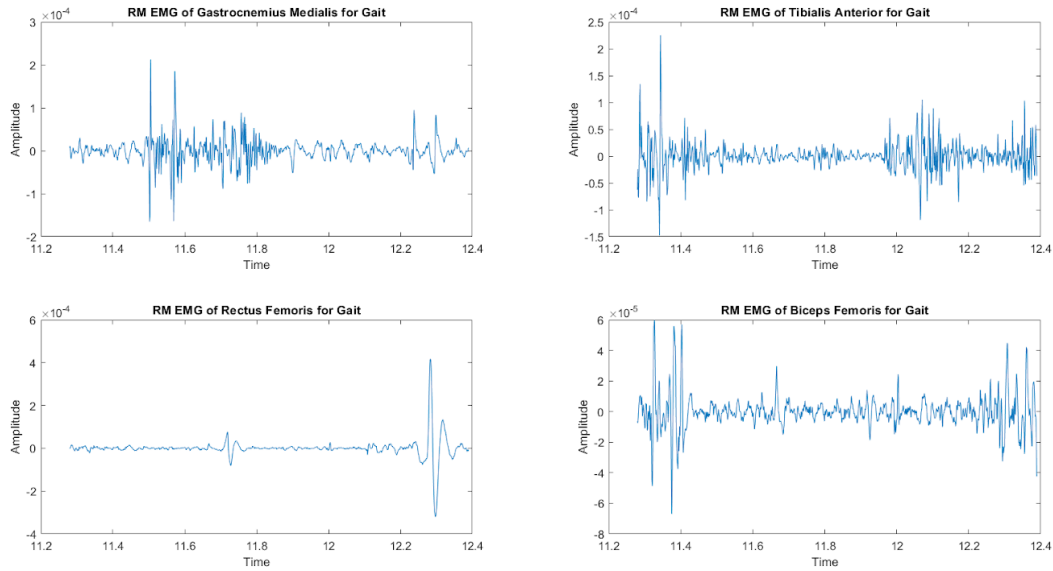 RM EMG of Gastrocnemius Medialis for Gait
×10⁻⁴
3
2
1
0
-1
-2
Amplitude
11.2 11.4 11.6 11.8 12 12.2 12.4
Time
RM EMG of Tibialis Anterior for Gait
×10⁻⁴
2.5
2
1.5
1
0.5
0
-0.5
-1
-1.5
Amplitude
11.2 11.4 11.6 11.8 12 12.2 12.4
Time
RM EMG of Rectus Femoris for Gait
×10⁻⁴
6
4
2
0
-2
-4
Amplitude
11.2 11.4 11.6 11.8 12 12.2 12.4
Time
RM EMG of Biceps Femoris for Gait
×10⁻⁵
6
4
2
0
-2
-4
-6
-8
Amplitude
11.2 11.4 11.6 11.8 12 12.2 12.4
Time